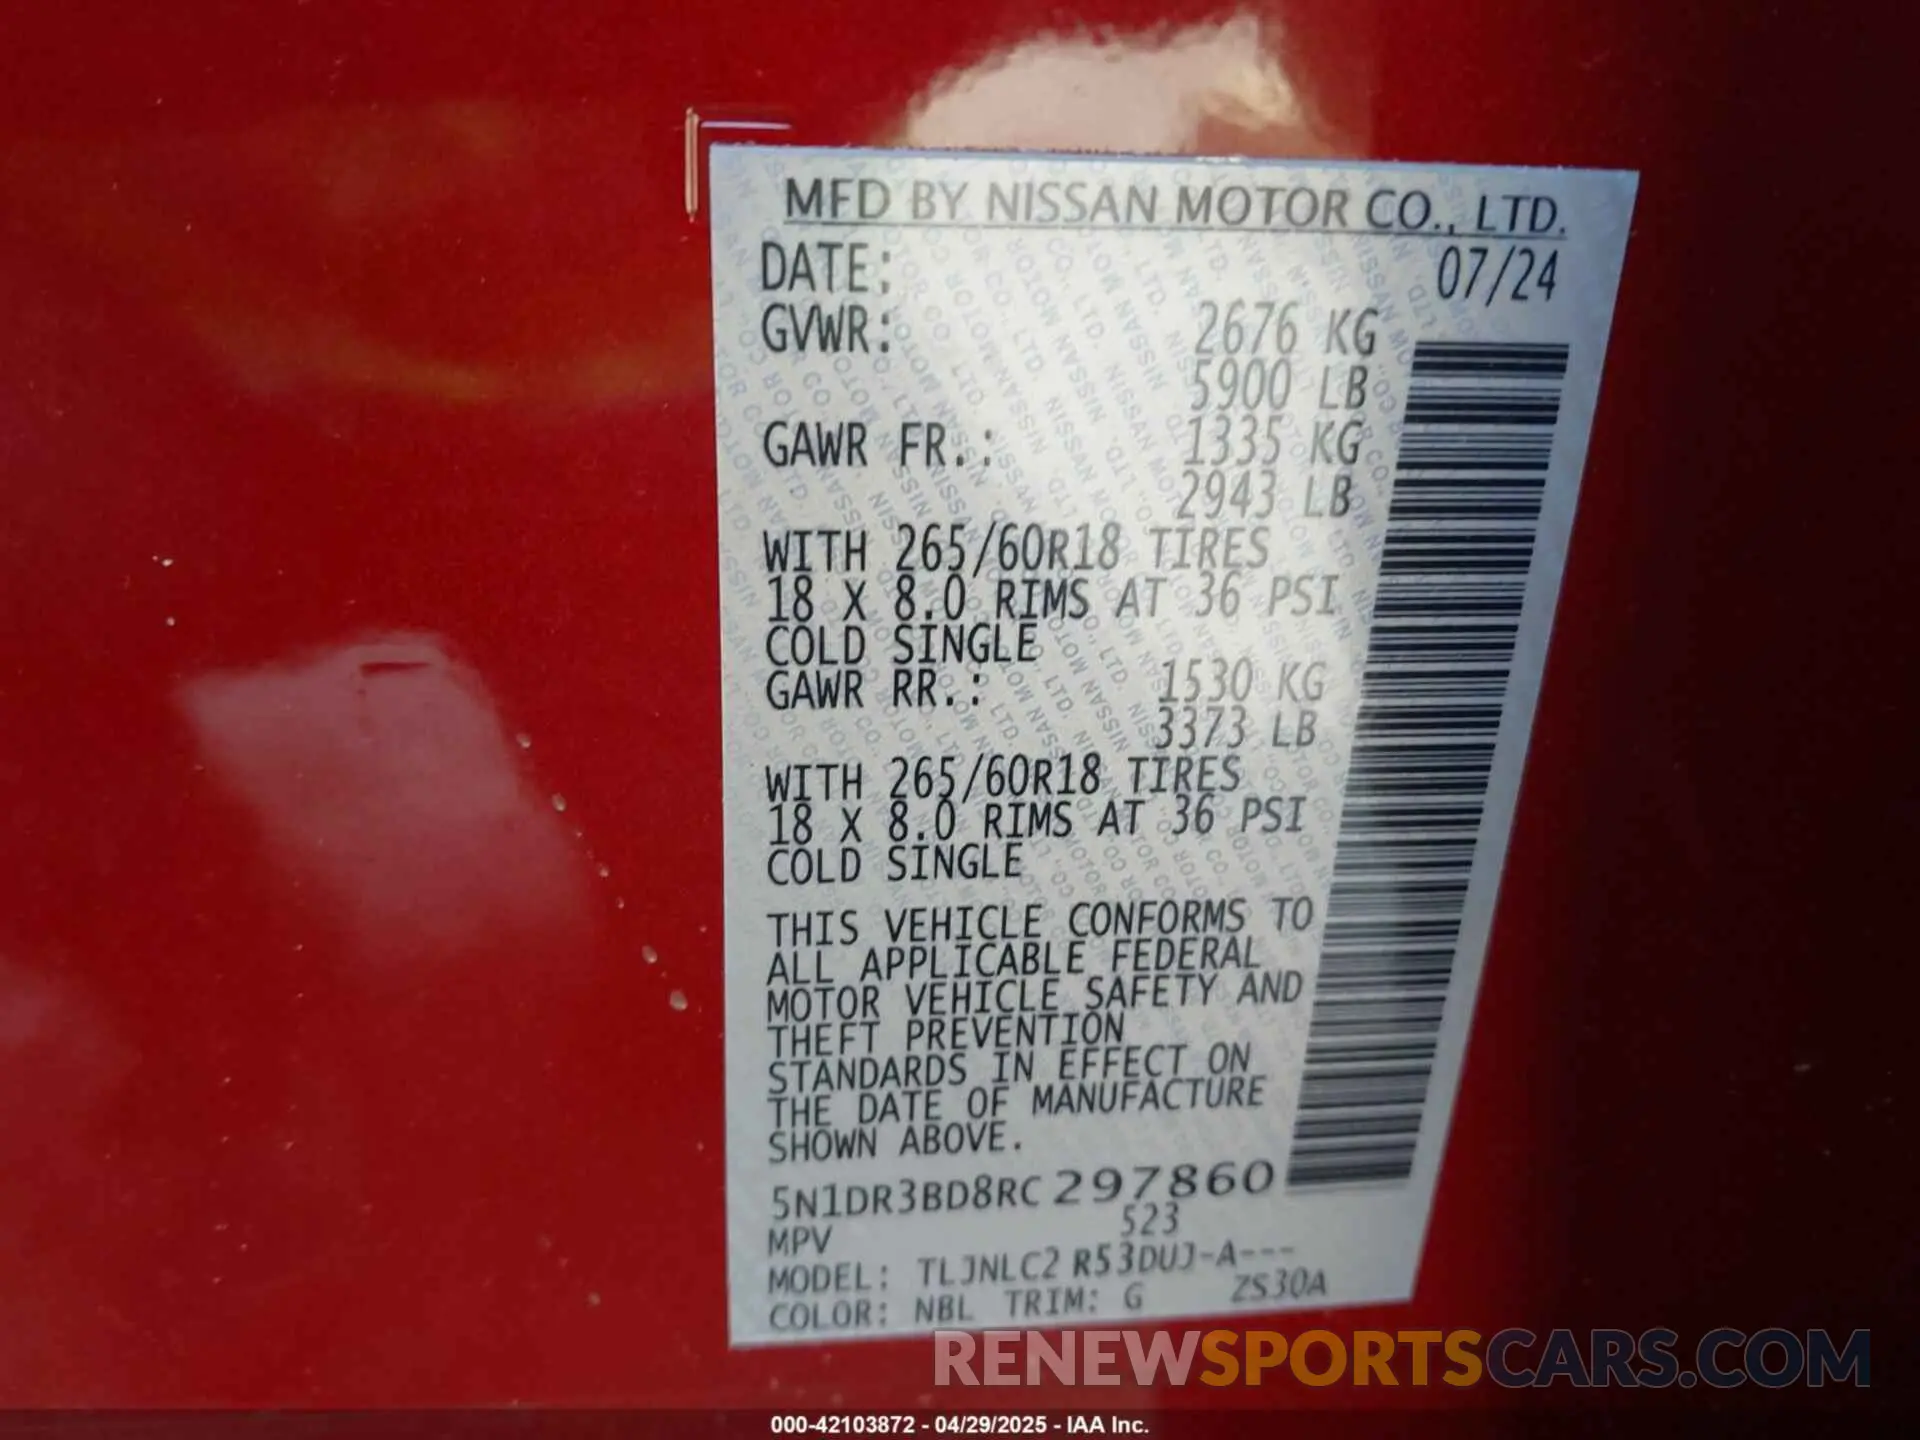 MFD BY NISSAN MOTOR CO., LTD.
DATE: 07/24
GVWR: 2676 KG
5900 LB
GAWR FR.: 1335 KG
2943 LB
WITH 265/60R18 TIRES
18 X 8.0 RIMS AT 36 PSI
COLD SINGLE
GAWR RR.: 1530 KG
3373 LB
WITH 265/60R18 TIRES
18 X 8.0 RIMS AT 36 PSI
COLD SINGLE
THIS VEHICLE CONFORMS TO
ALL APPLICABLE FEDERAL
MOTOR VEHICLE SAFETY AND
THEFT PREVENTION
STANDARDS IN EFFECT ON
THE DATE OF MANUFACTURE
SHOWN ABOVE.
5N1DR3BD8RC297860
MPV 523
MODEL: TLJNLC2 R53DUJ-A---
COLOR: NBL TRIM: G ZS30A
RENEWSPORTSCARS.COM
000-42103872 - 04/29/2025 - IAA Inc.